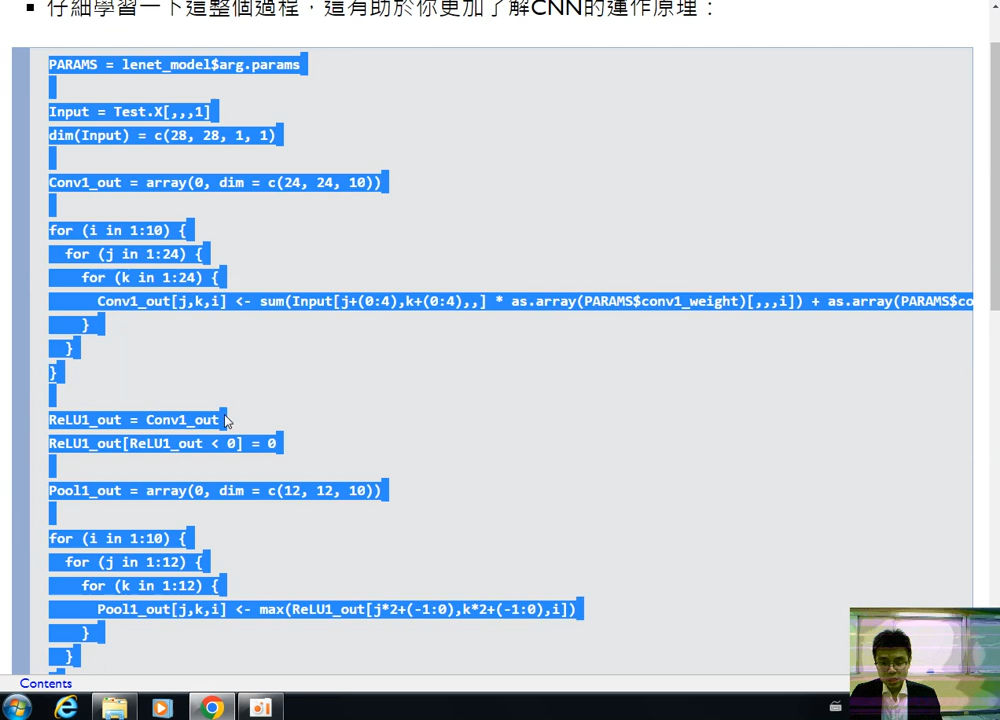 仔細學習一下這整個過程，這有助於你更加了解CNN的運作原理：
PARAMS = lenet_model$arg.params
Input = Test.X[,,,1]
dim(Input) = c(28, 28, 1, 1)
Conv1_out = array(0, dim = c(24, 24, 10))
for (i in 1:10) {
for (j in 1:24) {
for (k in 1:24) {
Conv1_out[j,k,i] <- sum(Input[j+(0:4),k+(0:4),,] * as.array(PARAMS$conv1_weight)[,,,i]) + as.array(PARAMS$co
}
}
}
ReLU1_out = Conv1_out
ReLU1_out[ReLU1_out < 0] = 0
Pool1_out = array(0, dim = c(12, 12, 10))
for (i in 1:10) {
for (j in 1:12) {
for (k in 1:12) {
Pool1_out[j,k,i] <- max(ReLU1_out[j*2+(-1:0),k*2+(-1:0),i])
}
}
Contents